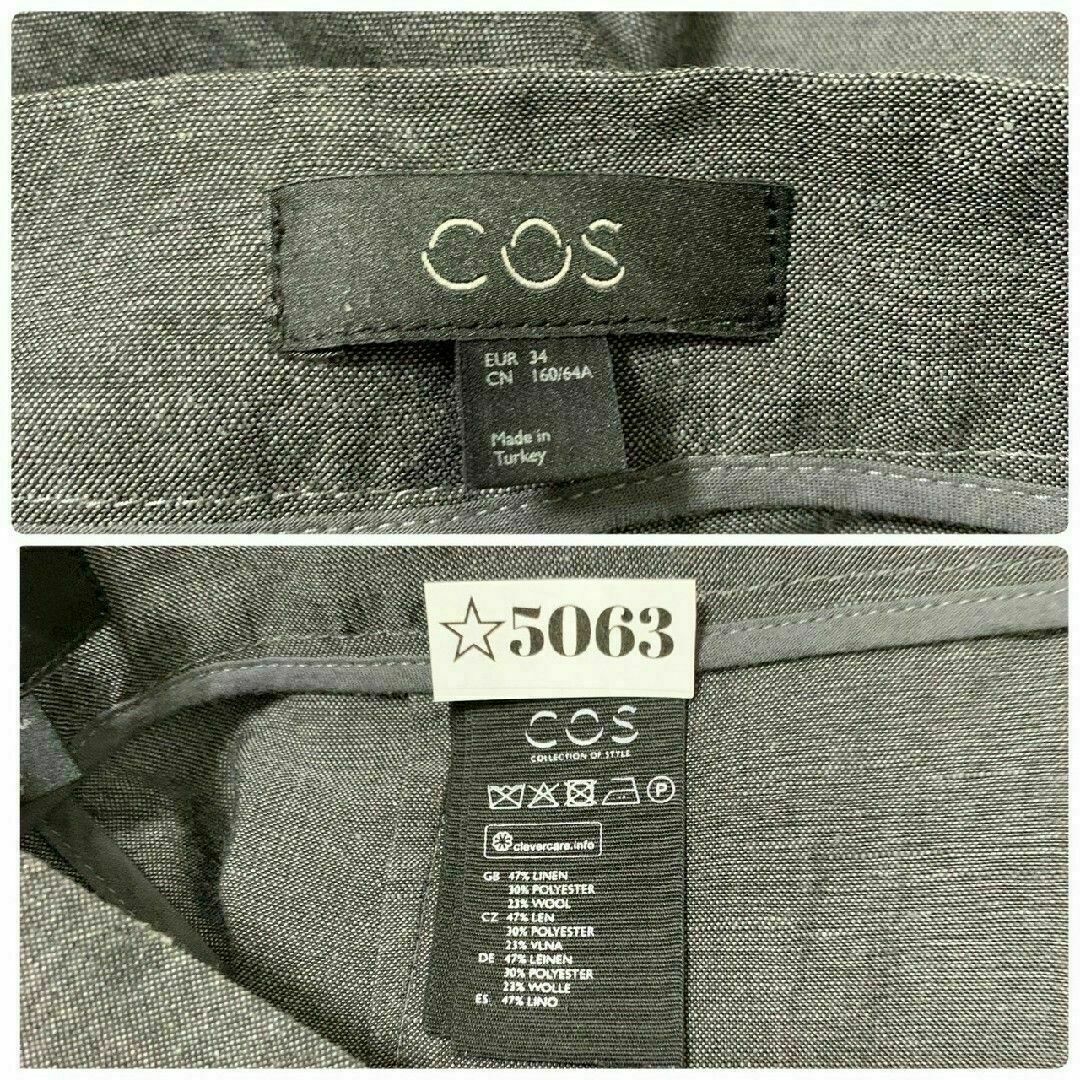 COS
EUR 34
CN 160/64A
Made in
Turkey
☆5063
COS
COLLECTION OF STYLE
P
clevercare.info
GB 47% LINEN
30% POLYESTER
23% WOOL
CZ 47% LEN
30% POLYESTER
23% VLNA
DE 47% LEINEN
30% POLYESTER
23% WOLLE
ES 47% LINO